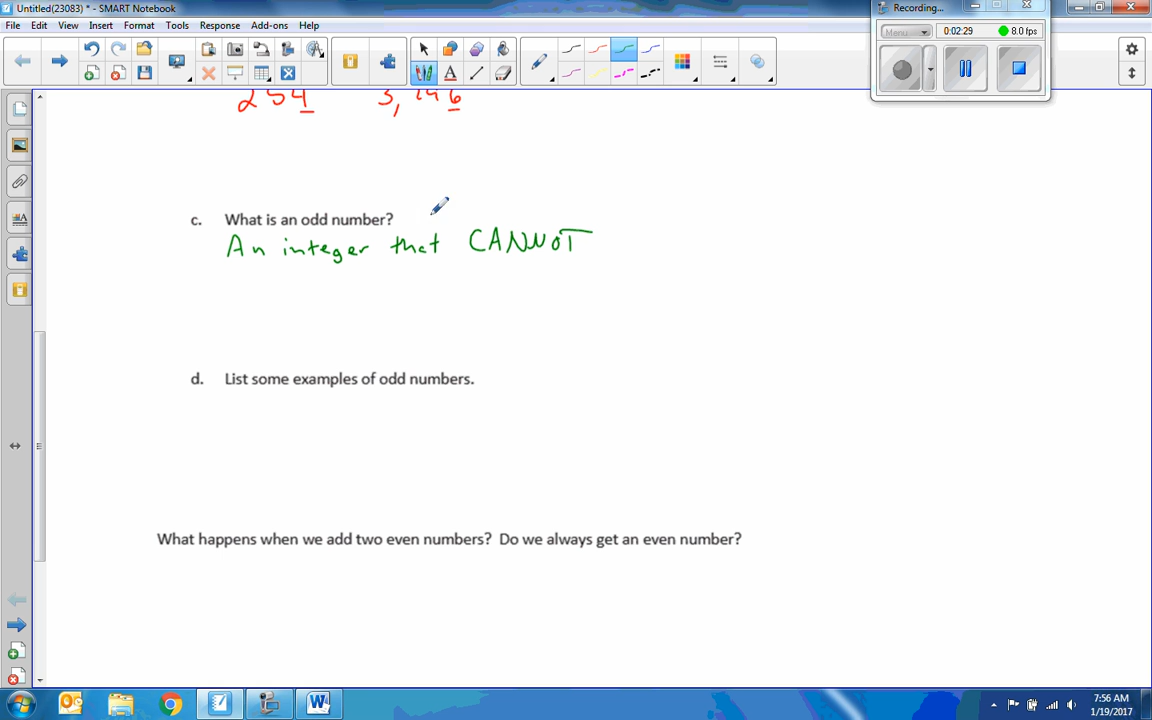 Untitled(23083) * - SMART Notebook
Recording...
File Edit View Insert Format Tools Response Add-ons Help
Menu 0:02:29 8.0 fps
254 6
c. What is an odd number?
An integer that CANNOT
d. List some examples of odd numbers.
What happens when we add two even numbers? Do we always get an even number?
7:56 AM
1/19/2017